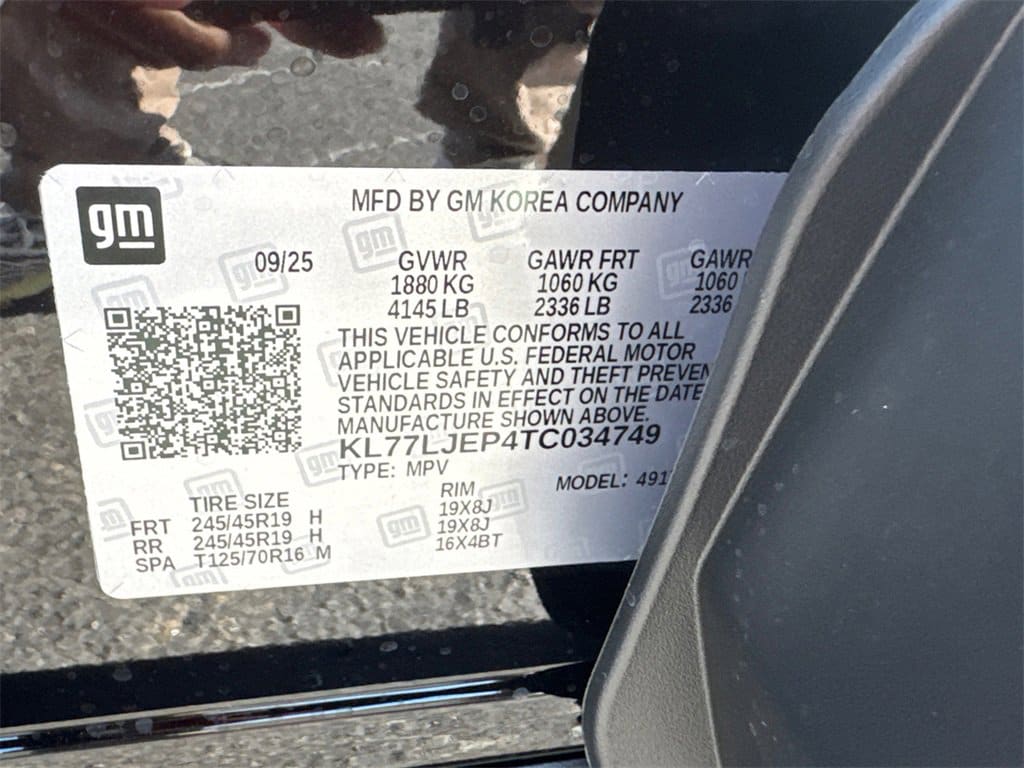 gm
MFD BY GM KOREA COMPANY
09/25 GVWR GAWR FRT GAWR
1880 KG 1060 KG 1060
4145 LB 2336 LB 2336
THIS VEHICLE CONFORMS TO ALL
APPLICABLE U.S. FEDERAL MOTOR
VEHICLE SAFETY AND THEFT
STANDARDS IN EFFECT ON THE DATE
MANUFACTURE SHOWN ABOVE.
KL77LJEP4TC034749
TYPE: MPV MODEL:
TIRE SIZE RIM
FRT 245/45R19 H 19X8J
RR 245/45R19 H 19X8J
SPA T125/70R16 M 16X4BT